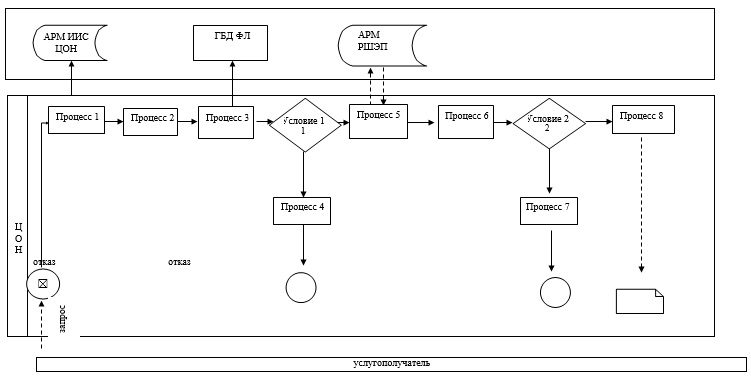 АРМ ИИС
ЦОН
ГБД ФЛ
АРМ
РШЭП
Процесс 1
Процесс 2
Процесс 3
Условие 1
1
Процесс 5
Процесс 6
Условие 2
2
Процесс 8
Процесс 4
Процесс 7
Ц
О
Н
отказ
отказ
запрос
услугополучатель